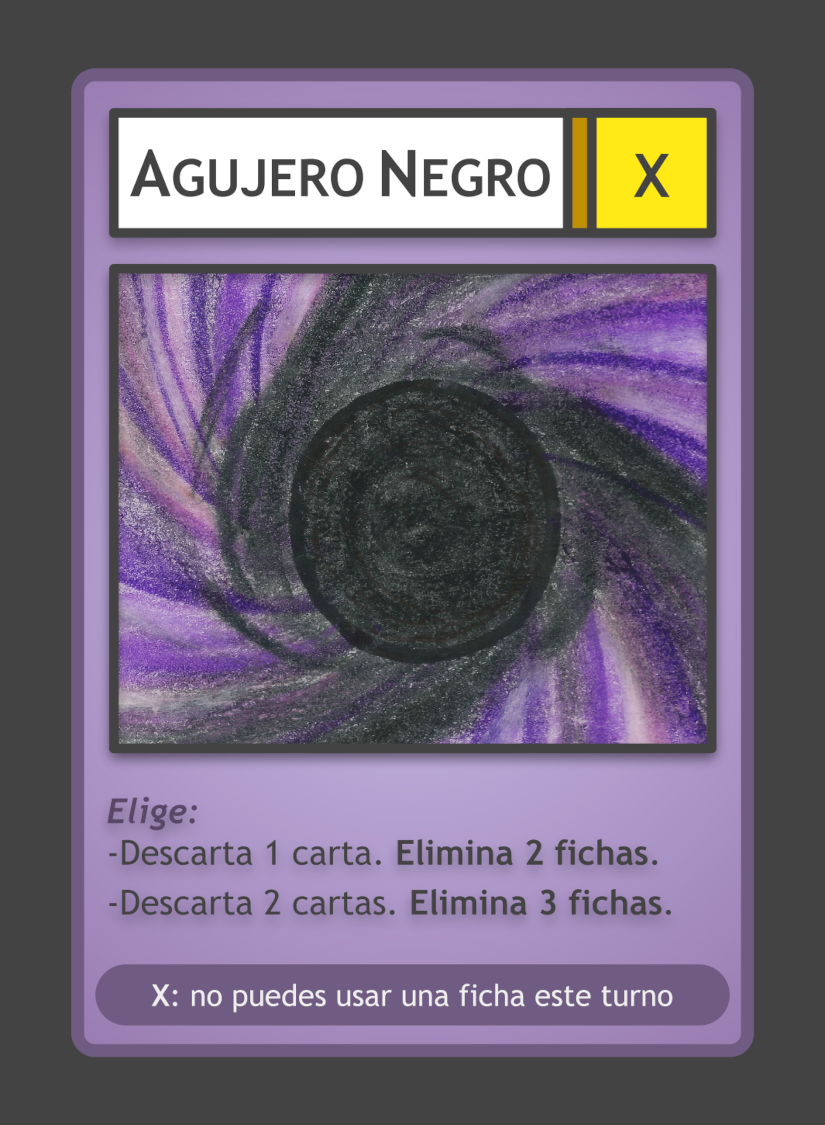 AGUJERO NEGRO X
Elige:
-Descarta 1 carta. Elimina 2 fichas.
-Descarta 2 cartas. Elimina 3 fichas.
X: no puedes usar una ficha este turno